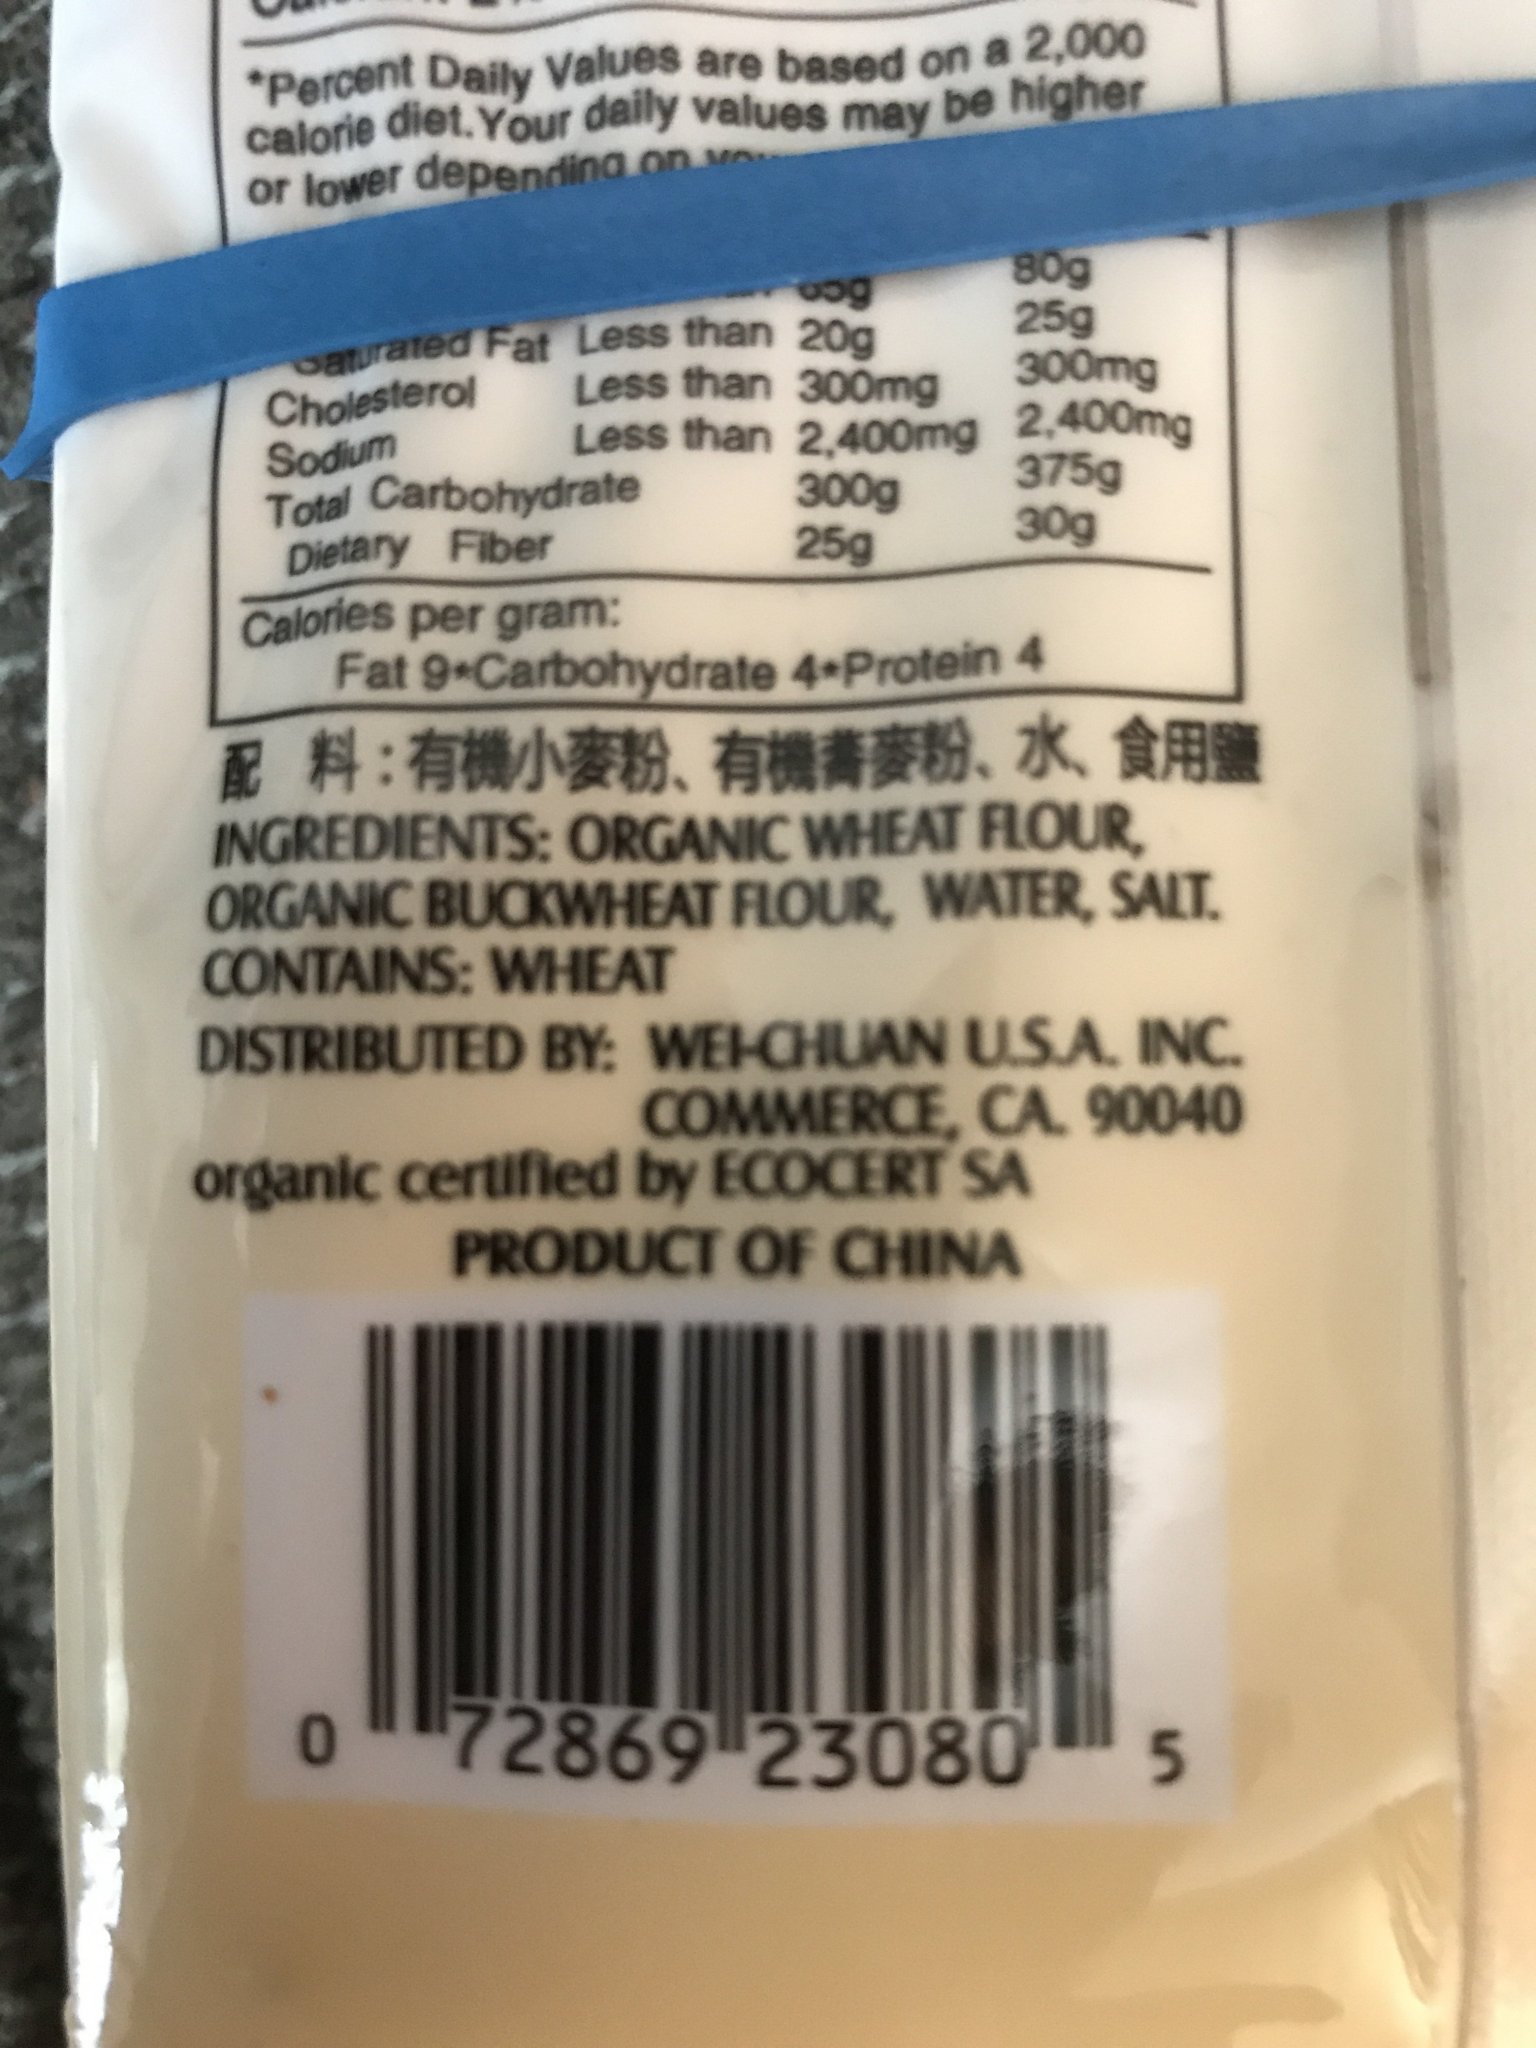 *Percent Daily Values are based on a 2,000
calorie diet. Your daily values may be higher
or lower depending on
80g
Saturated Fat Less than 20g 25g
Cholesterol Less than 300mg 300mg
Sodium Less than 2,400mg 2,400mg
Total Carbohydrate 300g 375g
Dietary Fiber 25g 30g
Calories per gram:
Fat 9•Carbohydrate 4•Protein 4
配 料：有機小麥粉、有機蕎麥粉、水、食用鹽
INGREDIENTS: ORGANIC WHEAT FLOUR,
ORGANIC BUCKWHEAT FLOUR, WATER, SALT.
CONTAINS: WHEAT
DISTRIBUTED BY: WEI-CHUAN U.S.A. INC.
COMMERCE, CA. 90040
organic certified by ECOCERT SA
PRODUCT OF CHINA
0 72869 23080 5